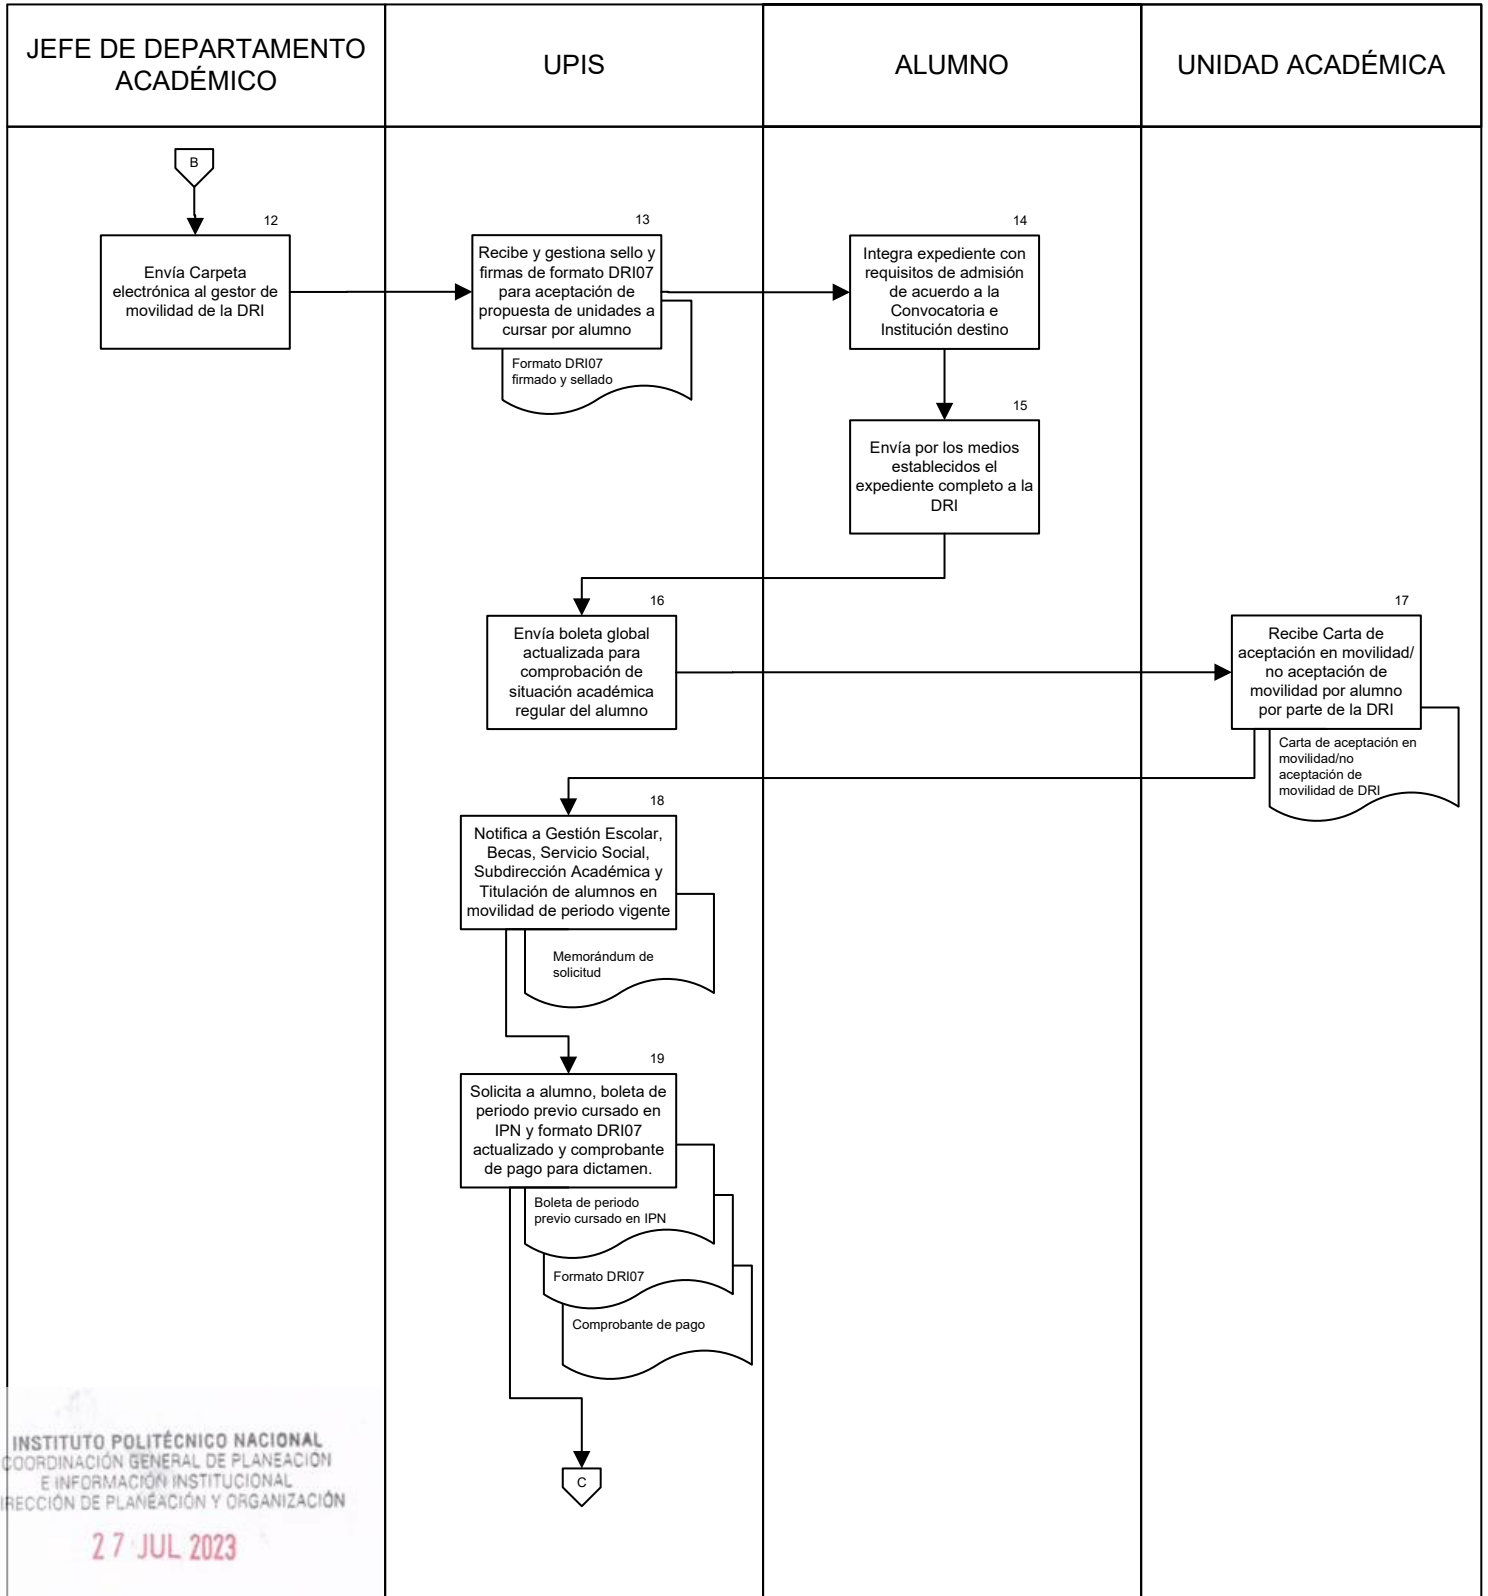 JEFE DE DEPARTAMENTO
ACADÉMICO
UPIS
ALUMNO
UNIDAD ACADÉMICA
B
12
Envía Carpeta
electrónica al gestor de
movilidad de la DRI
13
Recibe y gestiona sello y
firmas de formato DRI07
para aceptación de
propuesta de unidades a
cursar por alumno
Formato DRI07
firmado y sellado
14
Integra expediente con
requisitos de admisión
de acuerdo a la
Convocatoria e
Institución destino
15
Envía por los medios
establecidos el
expediente completo a la
DRI
16
Envía boleta global
actualizada para
comprobación de
situación académica
regular del alumno
17
Recibe Carta de
aceptación en movilidad/
no aceptación de
movilidad por alumno
por parte de la DRI
Carta de aceptación en
movilidad/no
aceptación de
movilidad de DRI
18
Notifica a Gestión Escolar,
Becas, Servicio Social,
Subdirección Académica y
Titulación de alumnos en
movilidad de periodo vigente
Memorándum de
solicitud
19
Solicita a alumno, boleta de
periodo previo cursado en
IPN y formato DRI07
actualizado y comprobante
de pago para dictamen.
Boleta de periodo
previo cursado en IPN
Formato DRI07
Comprobante de pago
C
INSTITUTO POLITÉCNICO NACIONAL
COORDINACIÓN GENERAL DE PLANEACIÓN
E INFORMACIÓN INSTITUCIONAL
IRECCIÓN DE PLANEACIÓN Y ORGANIZACIÓN
27 JUL 2023